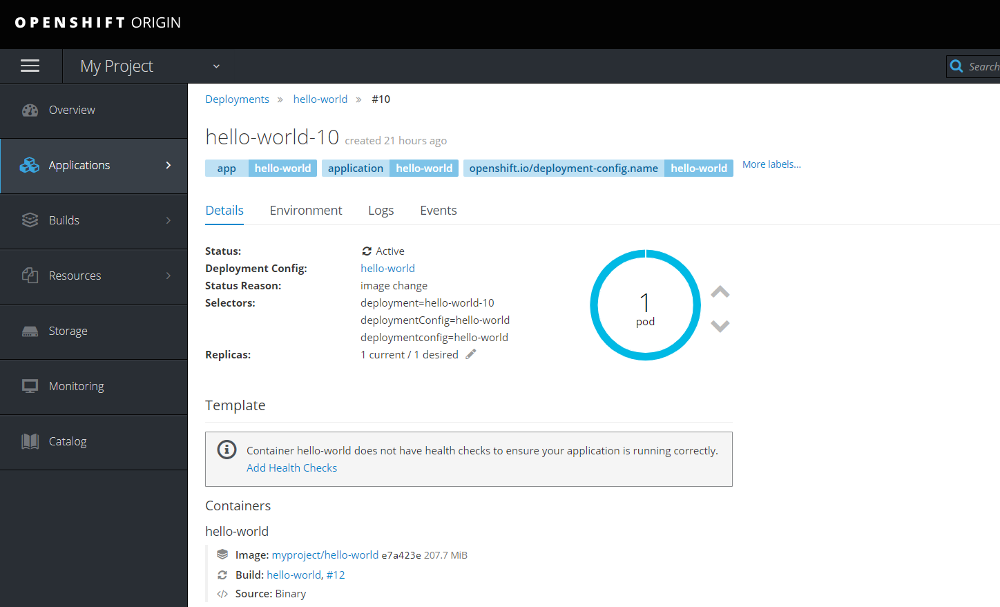 OPENSHIFT ORIGIN
My Project
Search
Overview
Applications
Builds
Resources
Storage
Monitoring
Catalog
Deployments » hello-world » #10
hello-world-10 created 21 hours ago
app hello-world application hello-world openshift.io/deployment-config.name hello-world More labels...
Details Environment Logs Events
Status: Active
Deployment Config: hello-world
Status Reason: image change
Selectors: deployment=hello-world-10
deploymentConfig=hello-world
deploymentconfig=hello-world
Replicas: 1 current / 1 desired
1
pod
Template
Container hello-world does not have health checks to ensure your application is running correctly.
Add Health Checks
Containers
hello-world
Image: myproject/hello-world e7a423e 207.7 MiB
Build: hello-world, #12
</> Source: Binary